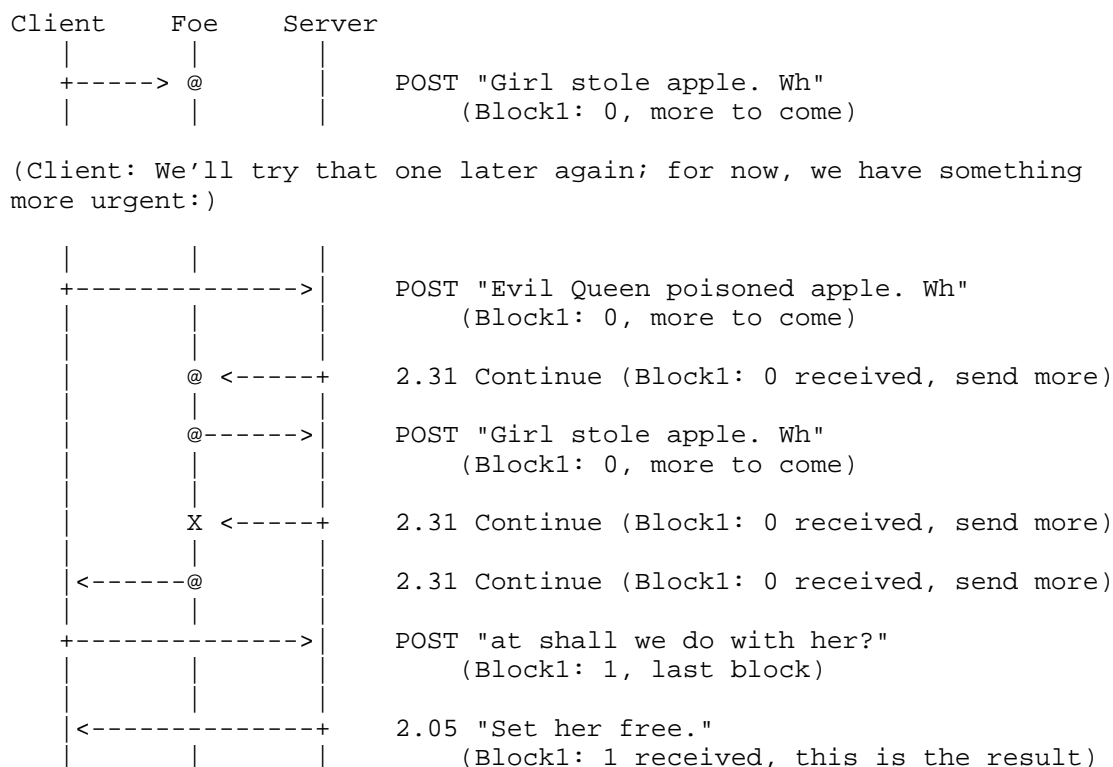 Client Foe Server
| | |
+-----> @ | POST "Girl stole apple. Wh"
| | | (Block1: 0, more to come)
(Client: We'll try that one later again; for now, we have something
more urgent:)
| | |
+-------------->| POST "Evil Queen poisoned apple. Wh"
| | | (Block1: 0, more to come)
| | |
| @ <-----+ 2.31 Continue (Block1: 0 received, send more)
| | |
| @------>| POST "Girl stole apple. Wh"
| | | (Block1: 0, more to come)
| | |
| X <-----+ 2.31 Continue (Block1: 0 received, send more)
| | |
|<------@ | 2.31 Continue (Block1: 0 received, send more)
| | |
+-------------->| POST "at shall we do with her?"
| | | (Block1: 1, last block)
| | |
|<--------------+ 2.05 "Set her free."
| | | (Block1: 1 received, this is the result)